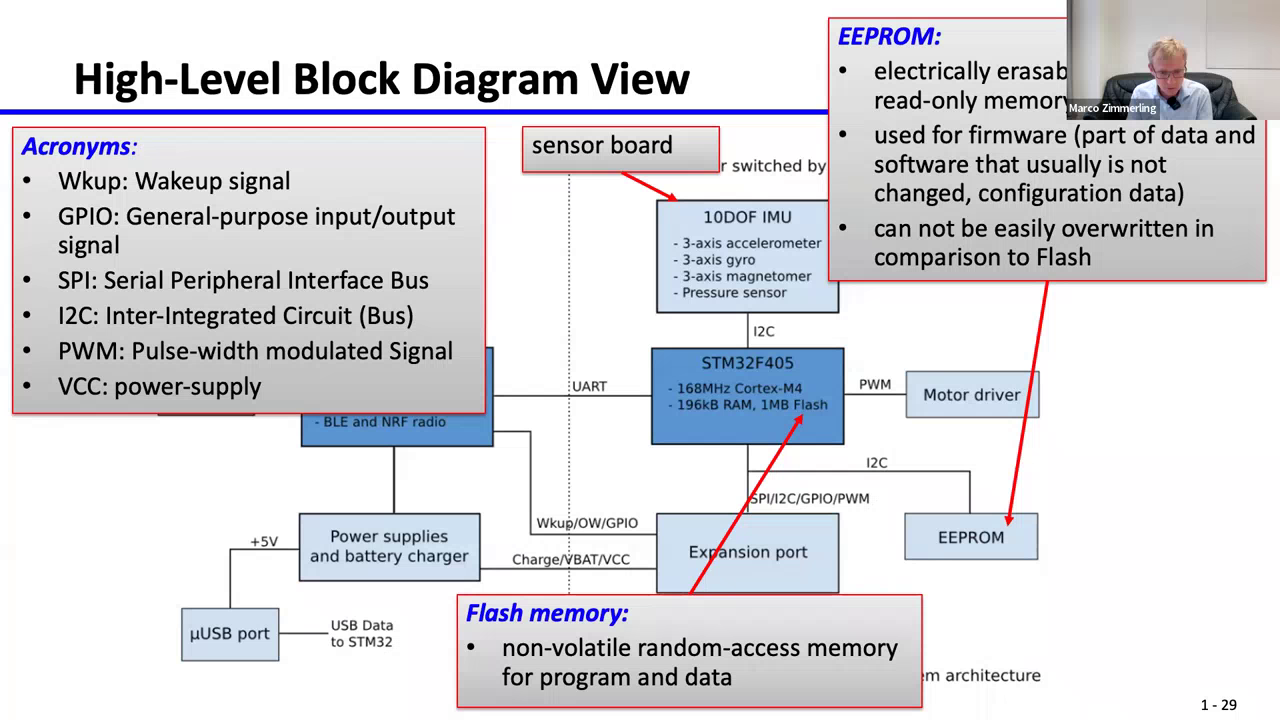 High-Level Block Diagram View
EEPROM:
• electrically erasab
read-only memory
• used for firmware (part of data and
software that usually is not
changed, configuration data)
• can not be easily overwritten in
comparison to Flash
Marco Zimmerling
Acronyms:
• Wkup: Wakeup signal
• GPIO: General-purpose input/output
signal
• SPI: Serial Peripheral Interface Bus
• I2C: Inter-Integrated Circuit (Bus)
• PWM: Pulse-width modulated Signal
• VCC: power-supply
sensor board
r switched by
10DOF IMU
- 3-axis accelerometer
- 3-axis gyro
- 3-axis magnetomer
- Pressure sensor
I2C
STM32F405
- 168MHz Cortex-M4
- 196kB RAM, 1MB Flash
UART
PWM
Motor driver
- BLE and NRF radio
I2C
SPI/I2C/GPIO/PWM
Wkup/OW/GPIO
Power supplies
and battery charger
Expansion port
EEPROM
+5V
Charge/VBAT/VCC
µUSB port
USB Data
to STM32
Flash memory:
• non-volatile random-access memory
for program and data
em architecture
1 - 29